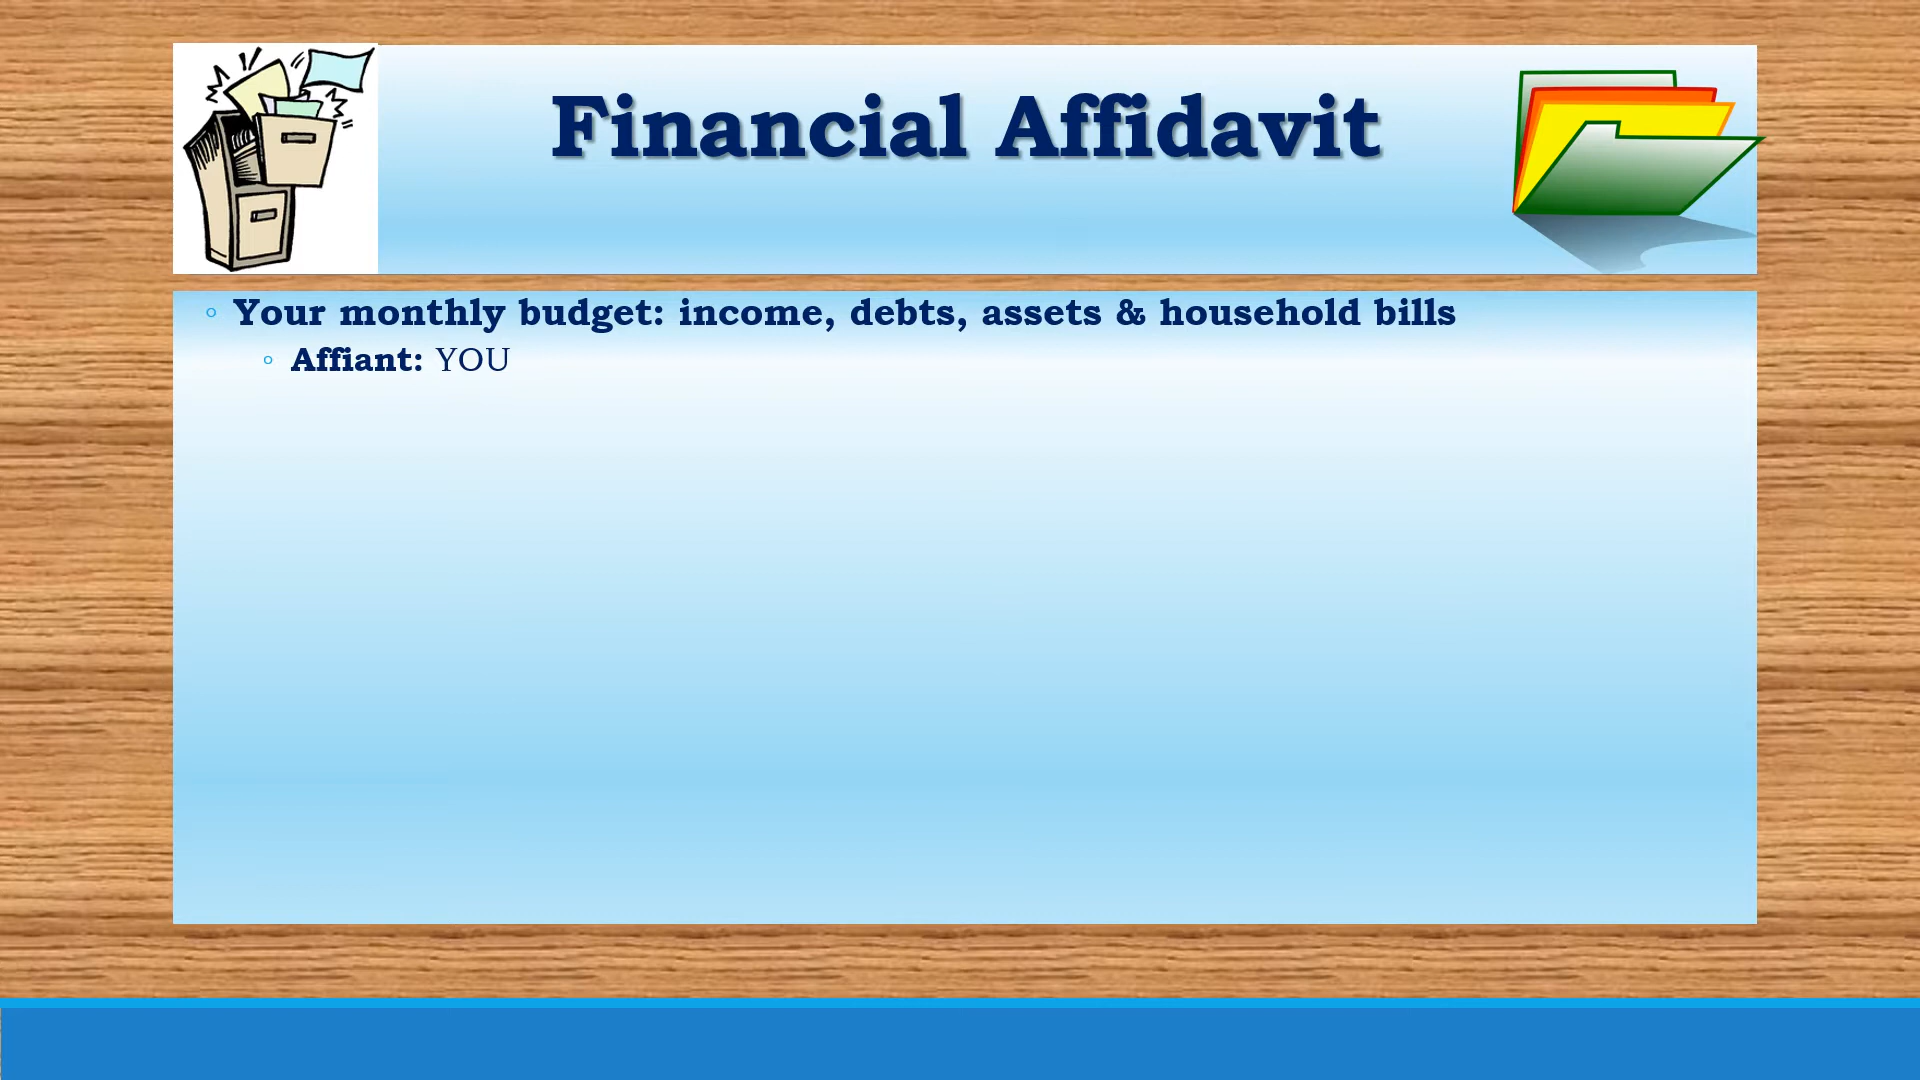 Financial Affidavit
◦ Your monthly budget: income, debts, assets & household bills
◦ Affiant: YOU